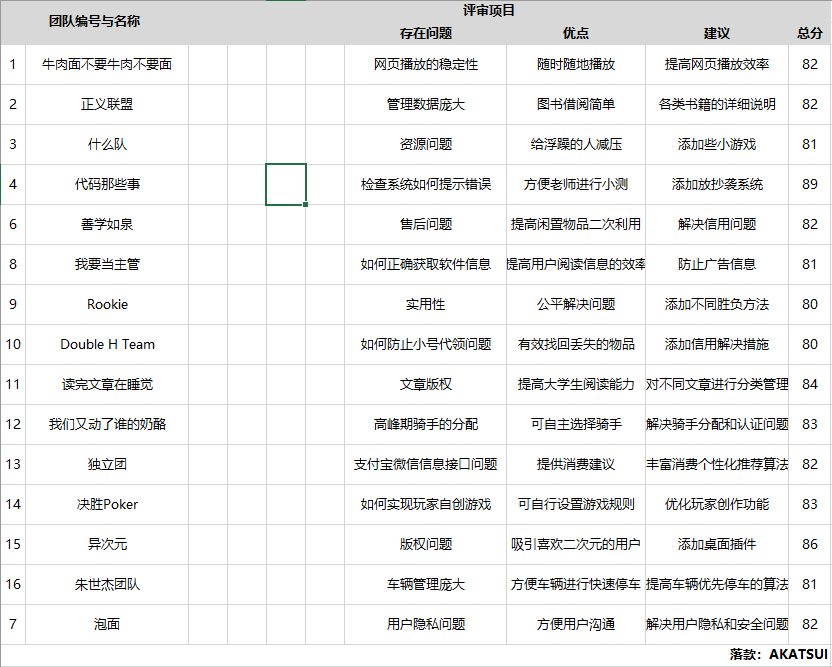 团队编号与名称 评审项目
存在问题 优点 建议 总分
1 牛肉面不要牛肉不要面 网页播放的稳定性 随时随地播放 提高网页播放效率 82
2 正义联盟 管理数据庞大 图书借阅简单 各类书籍的详细说明 82
3 什么队 资源问题 给浮躁的人减压 添加些小游戏 81
4 代码那些事 检查系统如何提示错误 方便老师进行小测 添加放抄袭系统 89
6 善学如泉 售后问题 提高闲置物品二次利用 解决信用问题 82
8 我要当主管 如何正确获取软件信息 提高用户阅读信息的效率 防止广告信息 81
9 Rookie 实用性 公平解决问题 添加不同胜负方法 80
10 Double H Team 如何防止小号代领问题 有效找回丢失的物品 添加信用解决措施 80
11 读完文章在睡觉 文章版权 提高大学生阅读能力 对不同文章进行分类管理 84
12 我们又动了谁的奶酪 高峰期骑手的分配 可自主选择骑手 解决骑手分配和认证问题 83
13 独立团 支付宝微信信息接口问题 提供消费建议 丰富消费个性化推荐算法 82
14 决胜Poker 如何实现玩家自创游戏 可自行设置游戏规则 优化玩家创作功能 83
15 异次元 版权问题 吸引喜欢二次元的用户 添加桌面插件 86
16 朱世杰团队 车辆管理庞大 方便车辆进行快速停车 提高车辆优先停车的算法 81
7 泡面 用户隐私问题 方便用户沟通 解决用户隐私和安全问题 82
落款：AKATSUI